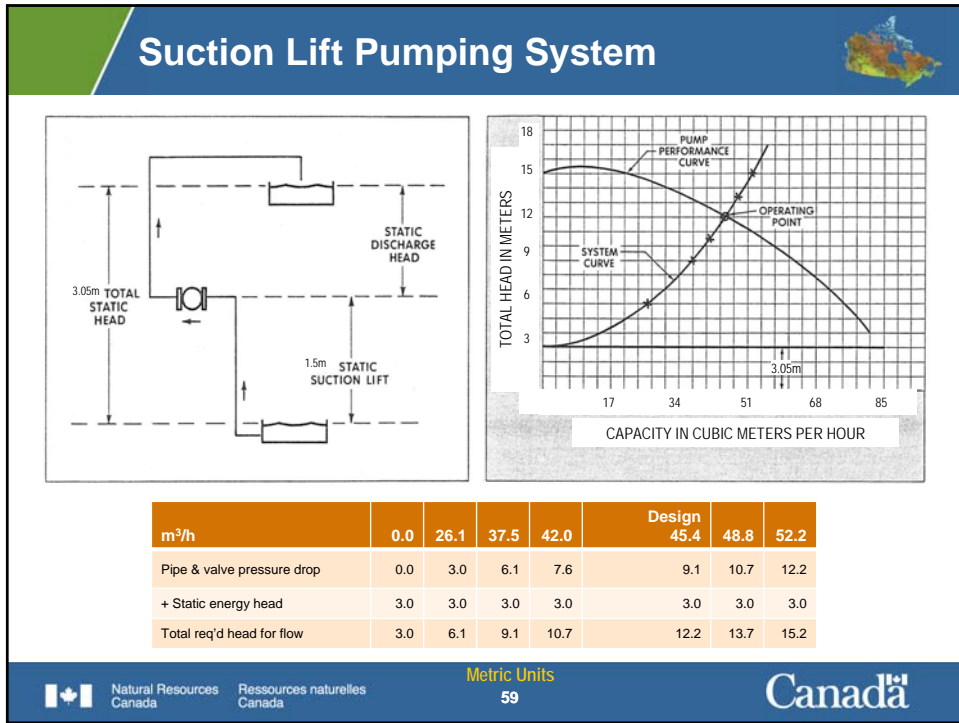 Suction Lift Pumping System
STATIC
DISCHARGE
HEAD
3.05m TOTAL
STATIC
HEAD
1.5m STATIC
SUCTION LIFT
TOTAL HEAD IN METERS
18
15
12
9
6
3
PUMP
PERFORMANCE
CURVE
OPERATING
POINT
SYSTEM
CURVE
3.05m
17 34 51 68 85
CAPACITY IN CUBIC METERS PER HOUR
m³/h 0.0 26.1 37.5 42.0 Design 45.4 48.8 52.2
Pipe & valve pressure drop 0.0 3.0 6.1 7.6 9.1 10.7 12.2
+ Static energy head 3.0 3.0 3.0 3.0 3.0 3.0 3.0
Total req'd head for flow 3.0 6.1 9.1 10.7 12.2 13.7 15.2
Metric Units
59
Natural Resources Ressources naturelles
Canada Canada
Canada